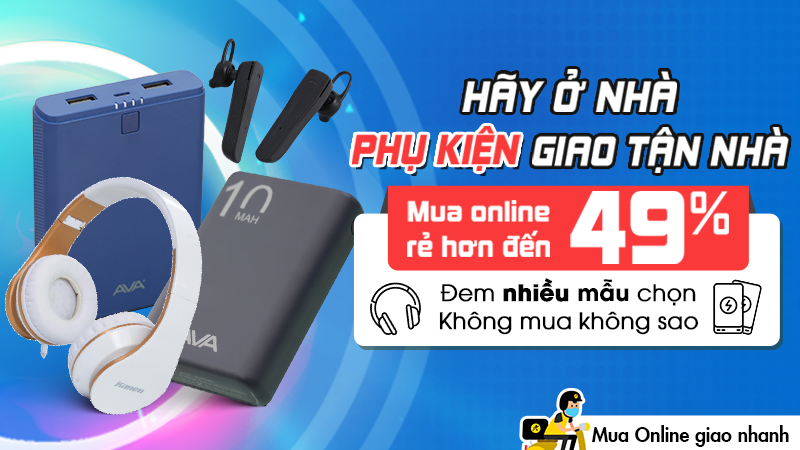 HÃY Ở NHÀ
PHỤ KIỆN GIAO TẬN NHÀ
Mua online
rẻ hơn đến
49%
Đem nhiều mẫu chọn
Không mua không sao
10
MAH
AVA
AVA
Kanen
Mua Online giao nhanh